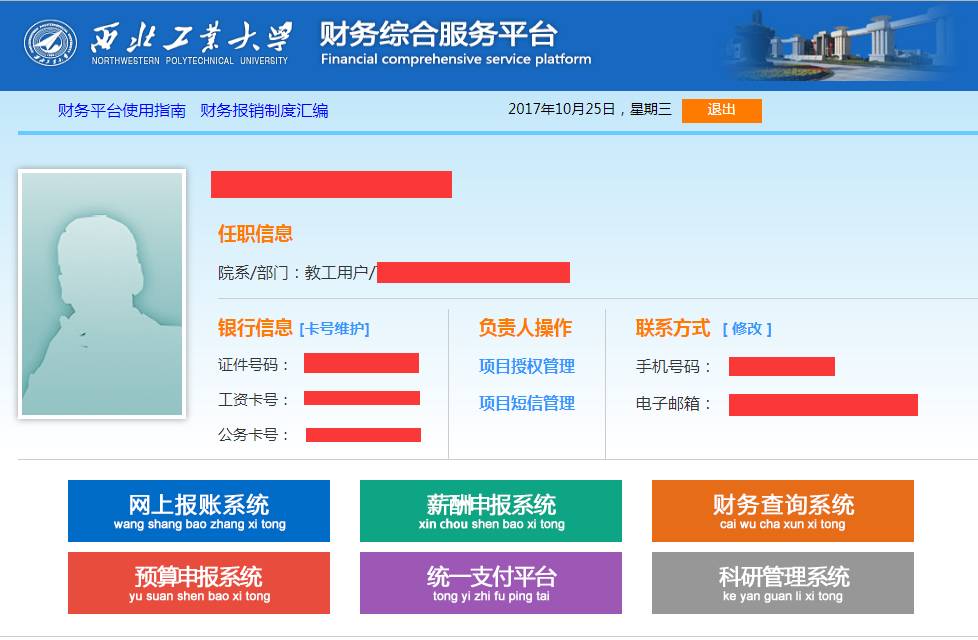 西北工业大学 财务综合服务平台
NORTHWESTERN POLYTECHNICAL UNIVERSITY Financial comprehensive service platform
财务平台使用指南 财务报销制度汇编 2017年10月25日，星期三 退出
任职信息
院系/部门：教工用户/
银行信息 [卡号维护] 负责人操作 联系方式 [ 修改 ]
证件号码： 项目授权管理 手机号码：
工资卡号： 项目短信管理 电子邮箱：
公务卡号：
网上报账系统 薪酬申报系统 财务查询系统
wang shang bao zhang xi tong xin chou shen bao xi tong cai wu cha xun xi tong
预算申报系统 统一支付平台 科研管理系统
yu suan shen bao xi tong tong yi zhi fu ping tai ke yan guan li xi tong